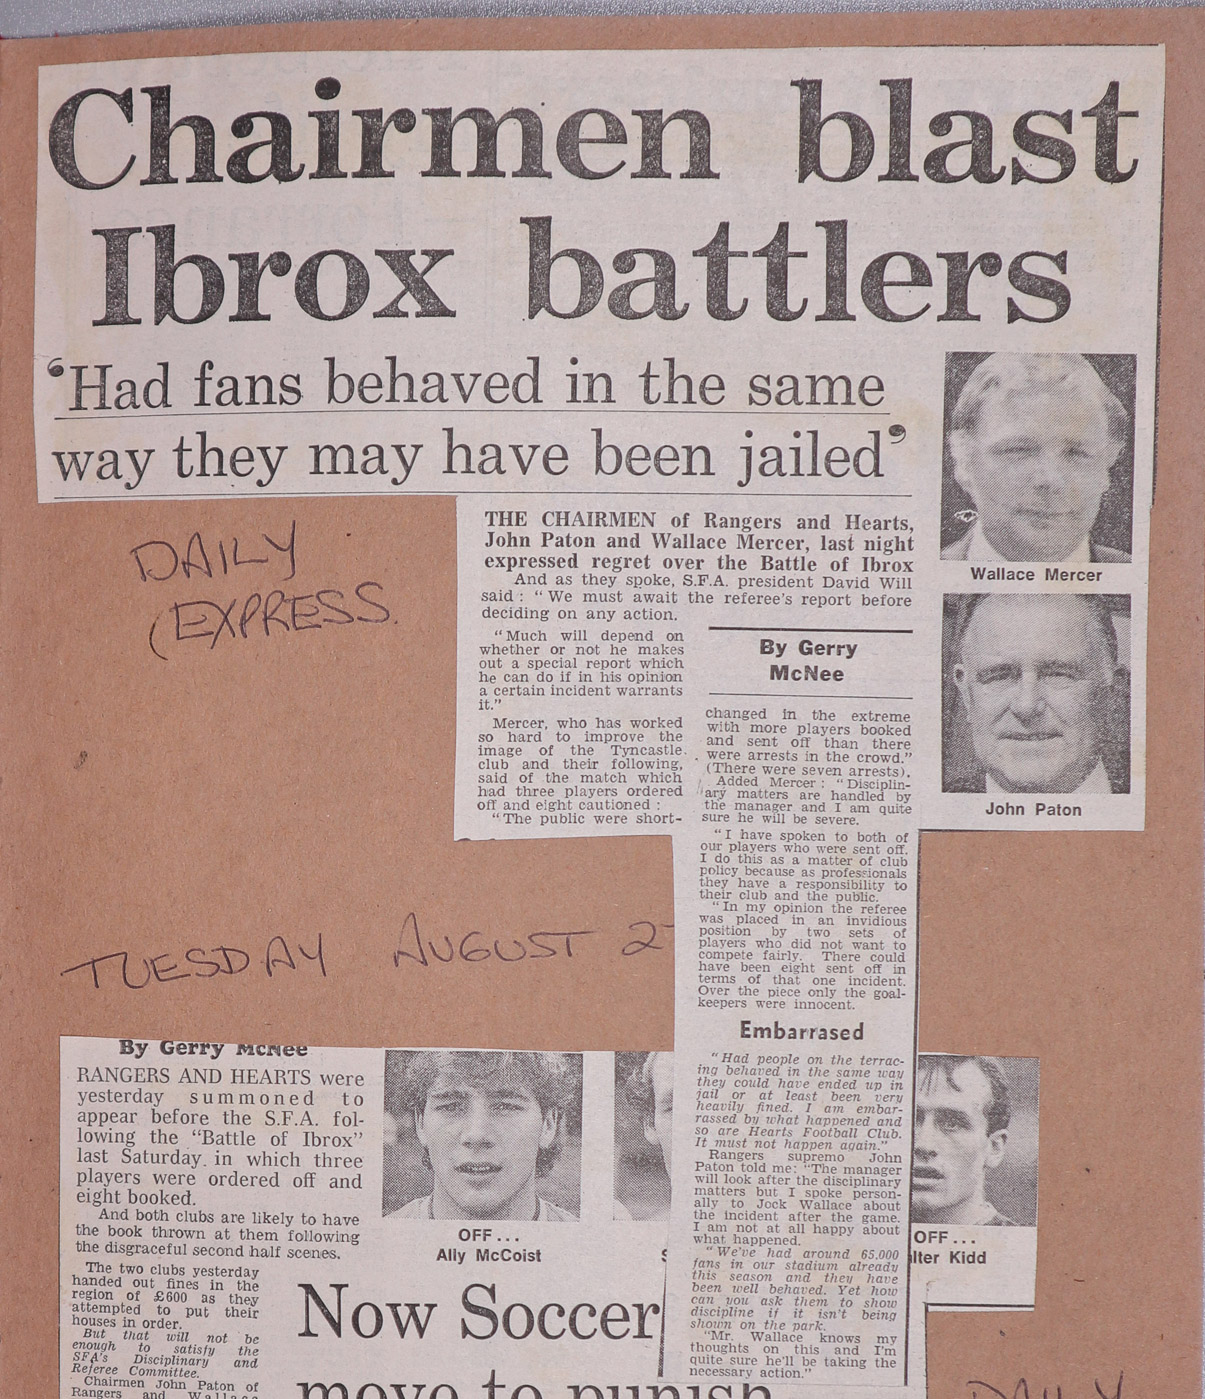 Chairmen blast
Ibrox battlers
‘Had fans behaved in the same
way they may have been jailed’
Wallace Mercer
John Paton
DAILY
(EXPRESS.
THE CHAIRMEN of Rangers and Hearts,
John Paton and Wallace Mercer, last night
expressed regret over the Battle of Ibrox
And as they spoke, S.F.A. president David Will
said : “ We must await the referee's report before
deciding on any action.
“Much will depend on
whether or not he makes
out a special report which
he can do if in his opinion
a certain incident warrants
it.”
Mercer, who has worked
so hard to improve the
image of the Tyncastle
club and their following,
said of the match which
had three players ordered
off and eight cautioned :
“The public were short-
By Gerry
McNee
changed in the extreme
with more players booked
and sent off than there
were arrests in the crowd.”
(There were seven arrests).
Added Mercer : “ Disciplin-
ary matters are handled by
the manager and I am quite
sure he will be severe.
“I have spoken to both of
our players who were sent off.
I do this as a matter of club
policy because as professionals
they have a responsibility to
their club and the public.
“In my opinion the referee
was placed in an invidious
position by two sets of
players who did not want to
compete fairly. There could
have been eight sent off in
terms of that one incident.
Over the piece only the goal-
keepers were innocent.
Embarrased
“Had people on the terrac-
ing behaved in the same way
they could have ended up in
jail or at least been very
heavily fined. I am embar-
rassed by what happened and
so are Hearts Football Club.
It must not happen again.”
Rangers supremo John
Paton told me: “The manager
will look after the disciplinary
matters but I spoke person-
ally to Jock Wallace about
the incident after the game.
I am not at all happy about
what happened.
“We've had around 65,000
fans in our stadium already
this season and they have
been well behaved. Yet how
can you ask them to show
discipline if it isn't being
shown on the park.
“Mr. Wallace knows my
thoughts on this and I'm
quite sure he'll be taking the
necessary action.”
TUESDAY AUGUST 2
By Gerry McNee
RANGERS AND HEARTS were
yesterday summoned to
appear before the S.F.A. fol-
lowing the “Battle of Ibrox”
last Saturday in which three
players were ordered off and
eight booked.
And both clubs are likely to have
the book thrown at them following
the disgraceful second half scenes.
The two clubs yesterday
handed out fines in the
region of £600 as they
attempted to put their
houses in order.
But that will not be
enough to satisfy the
SFA's Disciplinary and
Referee Committee.
Chairmen John Paton of
Rangers and Wallace
OFF...
Ally McCoist
OFF...
lter Kidd
Now Soccer
move to punish
DAILY